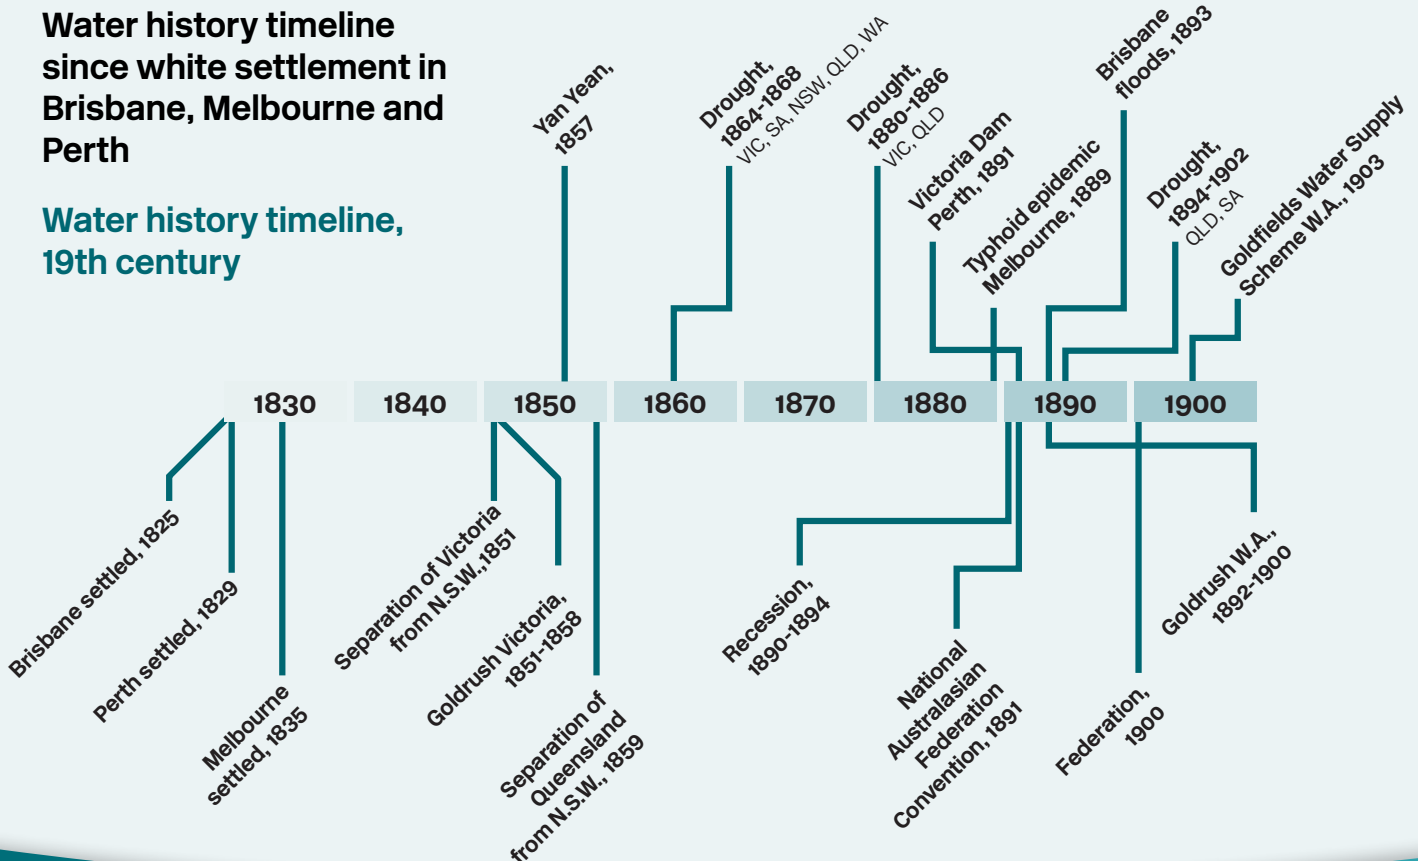 Water history timeline
since white settlement in
Brisbane, Melbourne and
Perth
Water history timeline,
19th century
Yan Yean,
1857
Drought,
1864-1868
VIC, SA, NSW, QLD, WA
Drought,
1880-1886
VIC, QLD
Victoria Dam
Perth, 1891
Typhoid epidemic
Melbourne, 1889
Brisbane
floods, 1893
Drought,
1894-1902
QLD, SA
Goldfields Water Supply
Scheme W.A., 1903
1830
1840
1850
1860
1870
1880
1890
1900
Brisbane settled, 1825
Perth settled, 1829
Melbourne
settled, 1835
Separation of Victoria
from N.S.W.,1851
Goldrush Victoria,
1851-1858
Separation of
Queensland
from N.S.W., 1859
Recession,
1890-1894
National
Australasian
Federation
Convention, 1891
Federation,
1900
Goldrush W.A.,
1892-1900